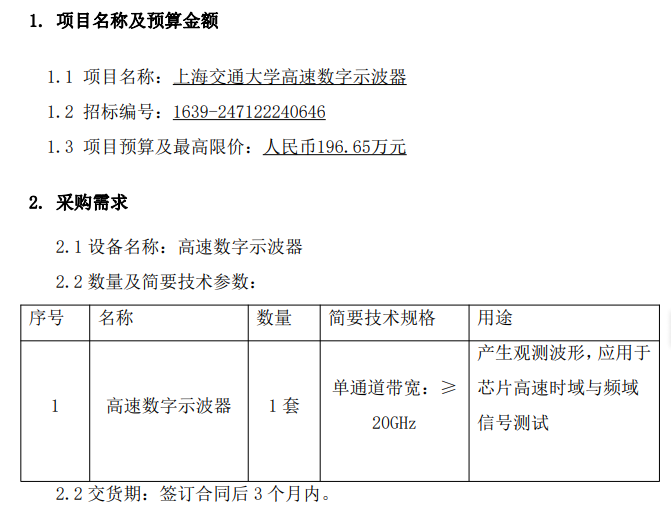 1. 项目名称及预算金额
1.1 项目名称：上海交通大学高速数字示波器
1.2 招标编号：1639-247122240646
1.3 项目预算及最高限价：人民币196.65万元
2. 采购需求
2.1 设备名称：高速数字示波器
2.2 数量及简要技术参数：
序号 名称 数量 简要技术规格 用途
1 高速数字示波器 1 套 单通道带宽：≥
20GHz 产生观测波形，应用于
芯片高速时域与频域
信号测试
2.2 交货期：签订合同后 3 个月内。